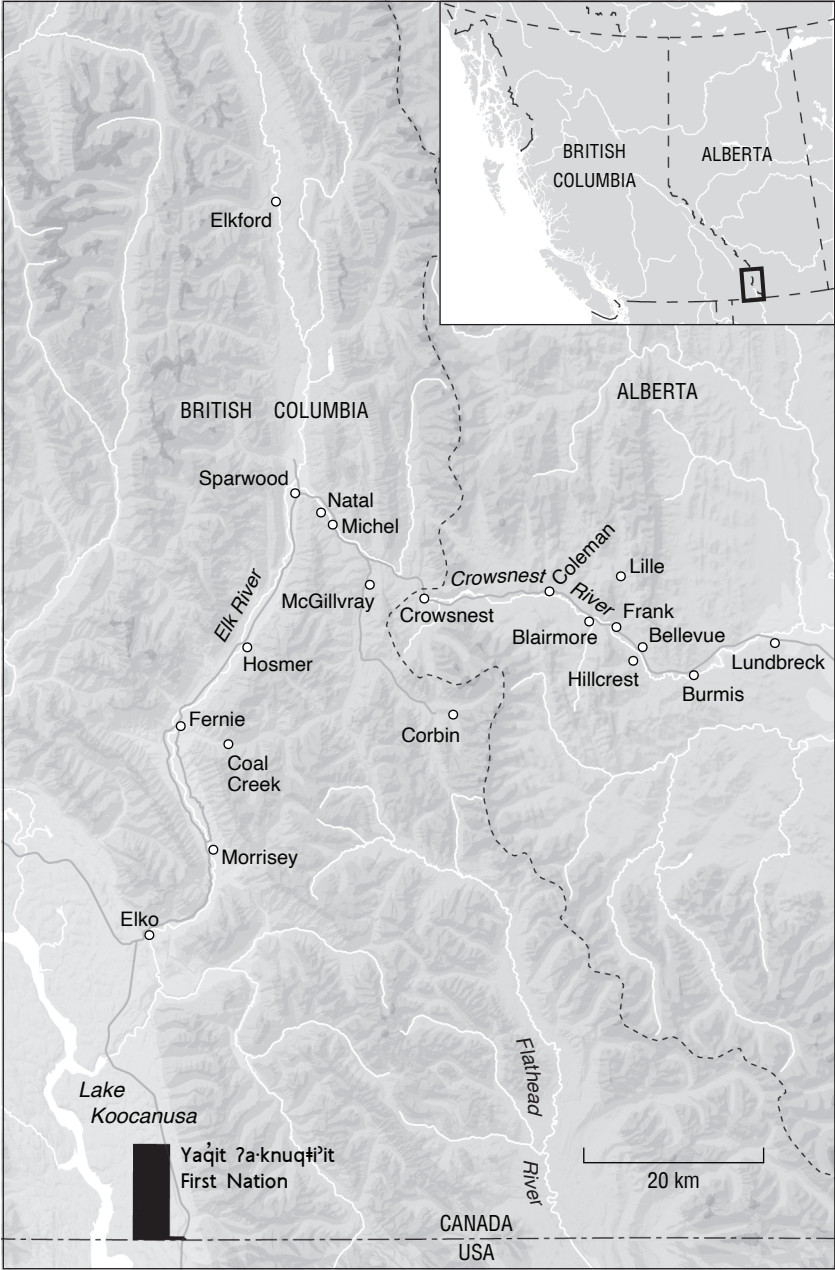 BRITISH
COLUMBIA
ALBERTA
Elkford
BRITISH COLUMBIA
ALBERTA
Sparwood
Natal
Michel
Elk River
McGillvray
Crowsnest
Crowsnest River
Coleman
Lille
Frank
Blairmore
Bellevue
Hillcrest
Lundbreck
Burmis
Hosmer
Fernie
Coal
Creek
Corbin
Morrisey
Elko
Flathead River
Lake
Koocanusa
Yaq̓it ʔa·knuqⱡi’it
First Nation
20 km
CANADA
USA